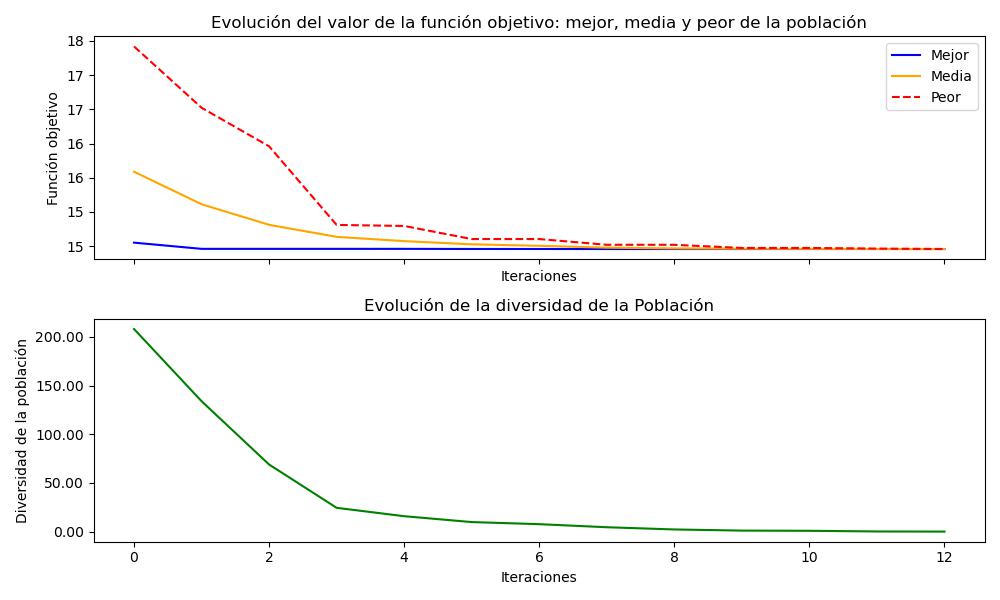 Evolución del valor de la función objetivo: mejor, media y peor de la población
18
17
17
16
16
15
15
Función objetivo
Mejor
Media
Peor
Iteraciones
Evolución de la diversidad de la Población
200.00
150.00
100.00
50.00
0.00
Diversidad de la población
0 2 4 6 8 10 12
Iteraciones